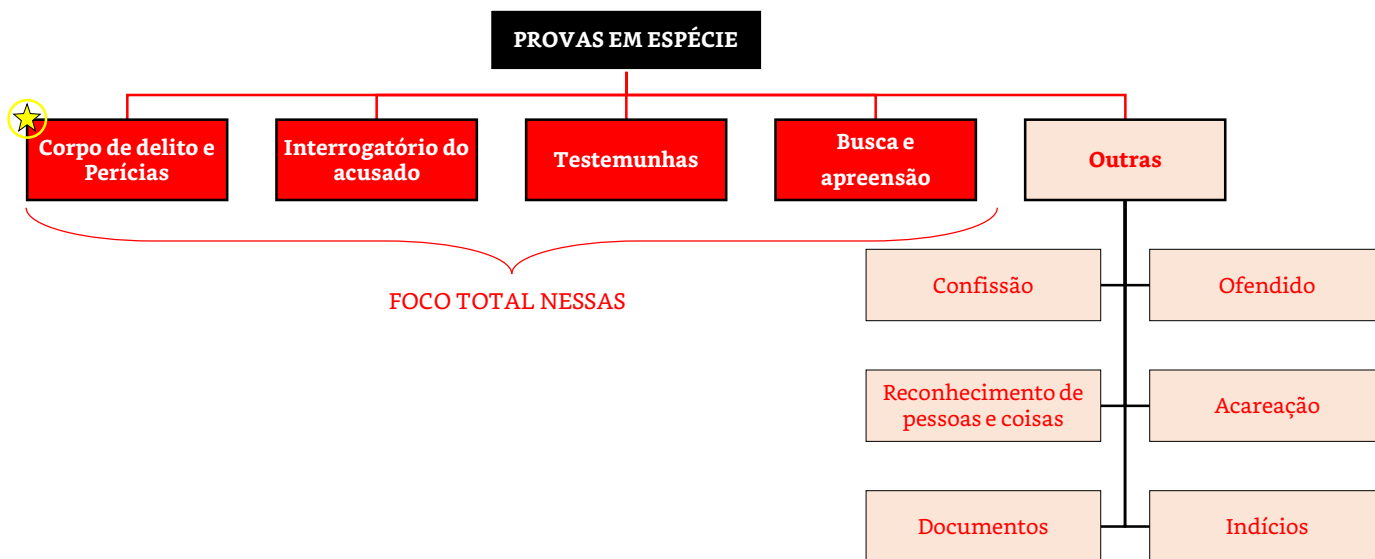 PROVAS EM ESPÉCIE
Corpo de delito e
Perícias
Interrogatório do
acusado
Testemunhas
Busca e
apreensão
Outras
FOCO TOTAL NESSAS
Confissão
Ofendido
Reconhecimento de
pessoas e coisas
Acareação
Documentos
Indícios